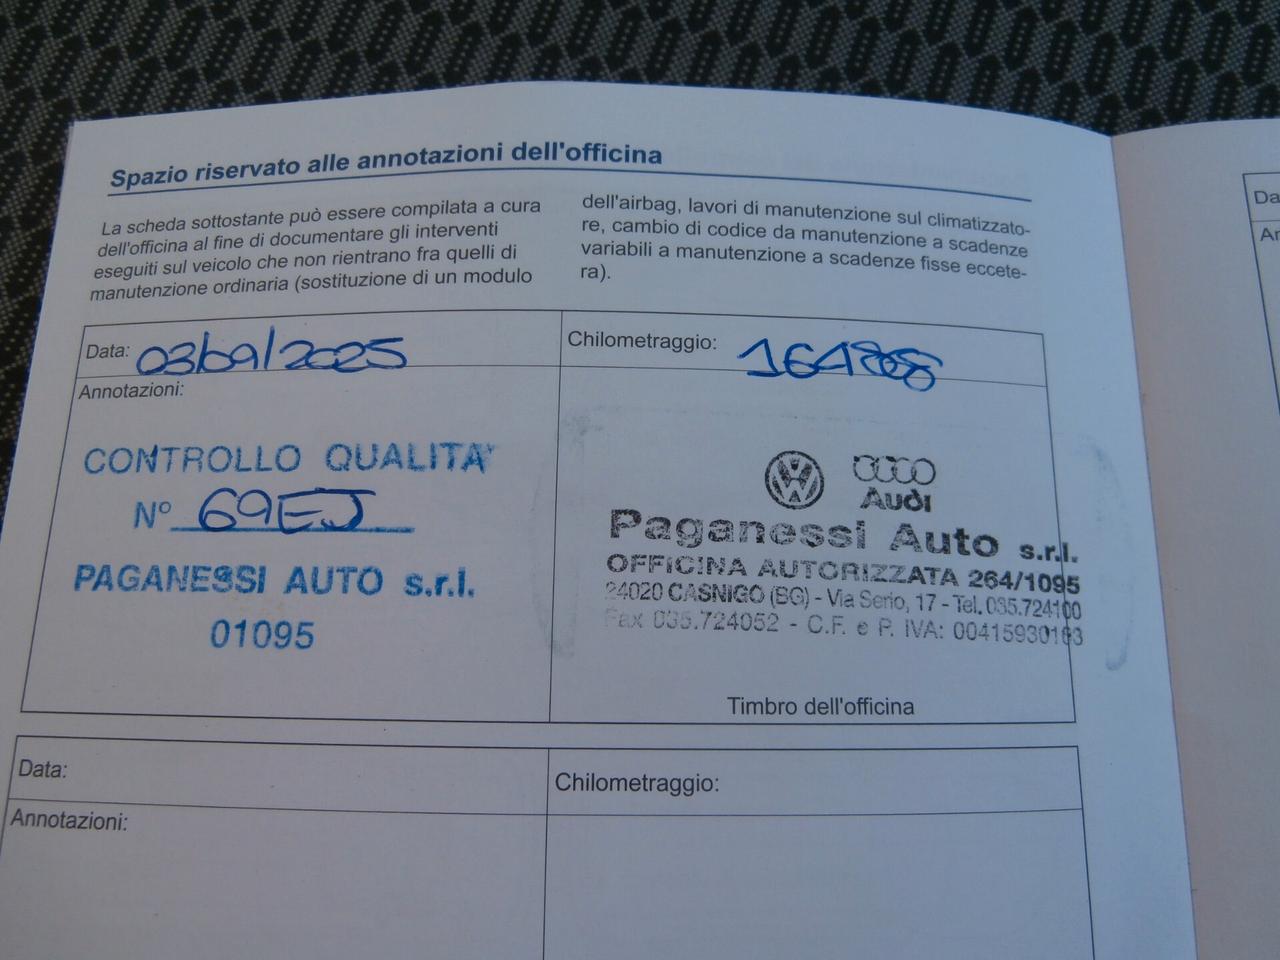 Spazio riservato alle annotazioni dell'officina
La scheda sottostante può essere compilata a cura
dell'officina al fine di documentare gli interventi
eseguiti sul veicolo che non rientrano fra quelli di
manutenzione ordinaria (sostituzione di un modulo
dell'airbag, lavori di manutenzione sul climatizzato-
re, cambio di codice da manutenzione a scadenze
variabili a manutenzione a scadenze fisse eccete-
ra).
Data: 03/09/2025
Chilometraggio:
Annotazioni:
CONTROLLO QUALITA'
N° 69EJ
PAGANESSI AUTO s.r.l.
01095
Audi
Paganessi Auto s.r.l.
OFFICINA AUTORIZZATA 264/1095
24020 CASNIGO (BG) - Via Serio, 17 - Tel. 035.724100
Fax 035.724052 - C.F. e P. IVA: 00415930163
Timbro dell'officina
Data:
Chilometraggio:
Annotazioni:
Da